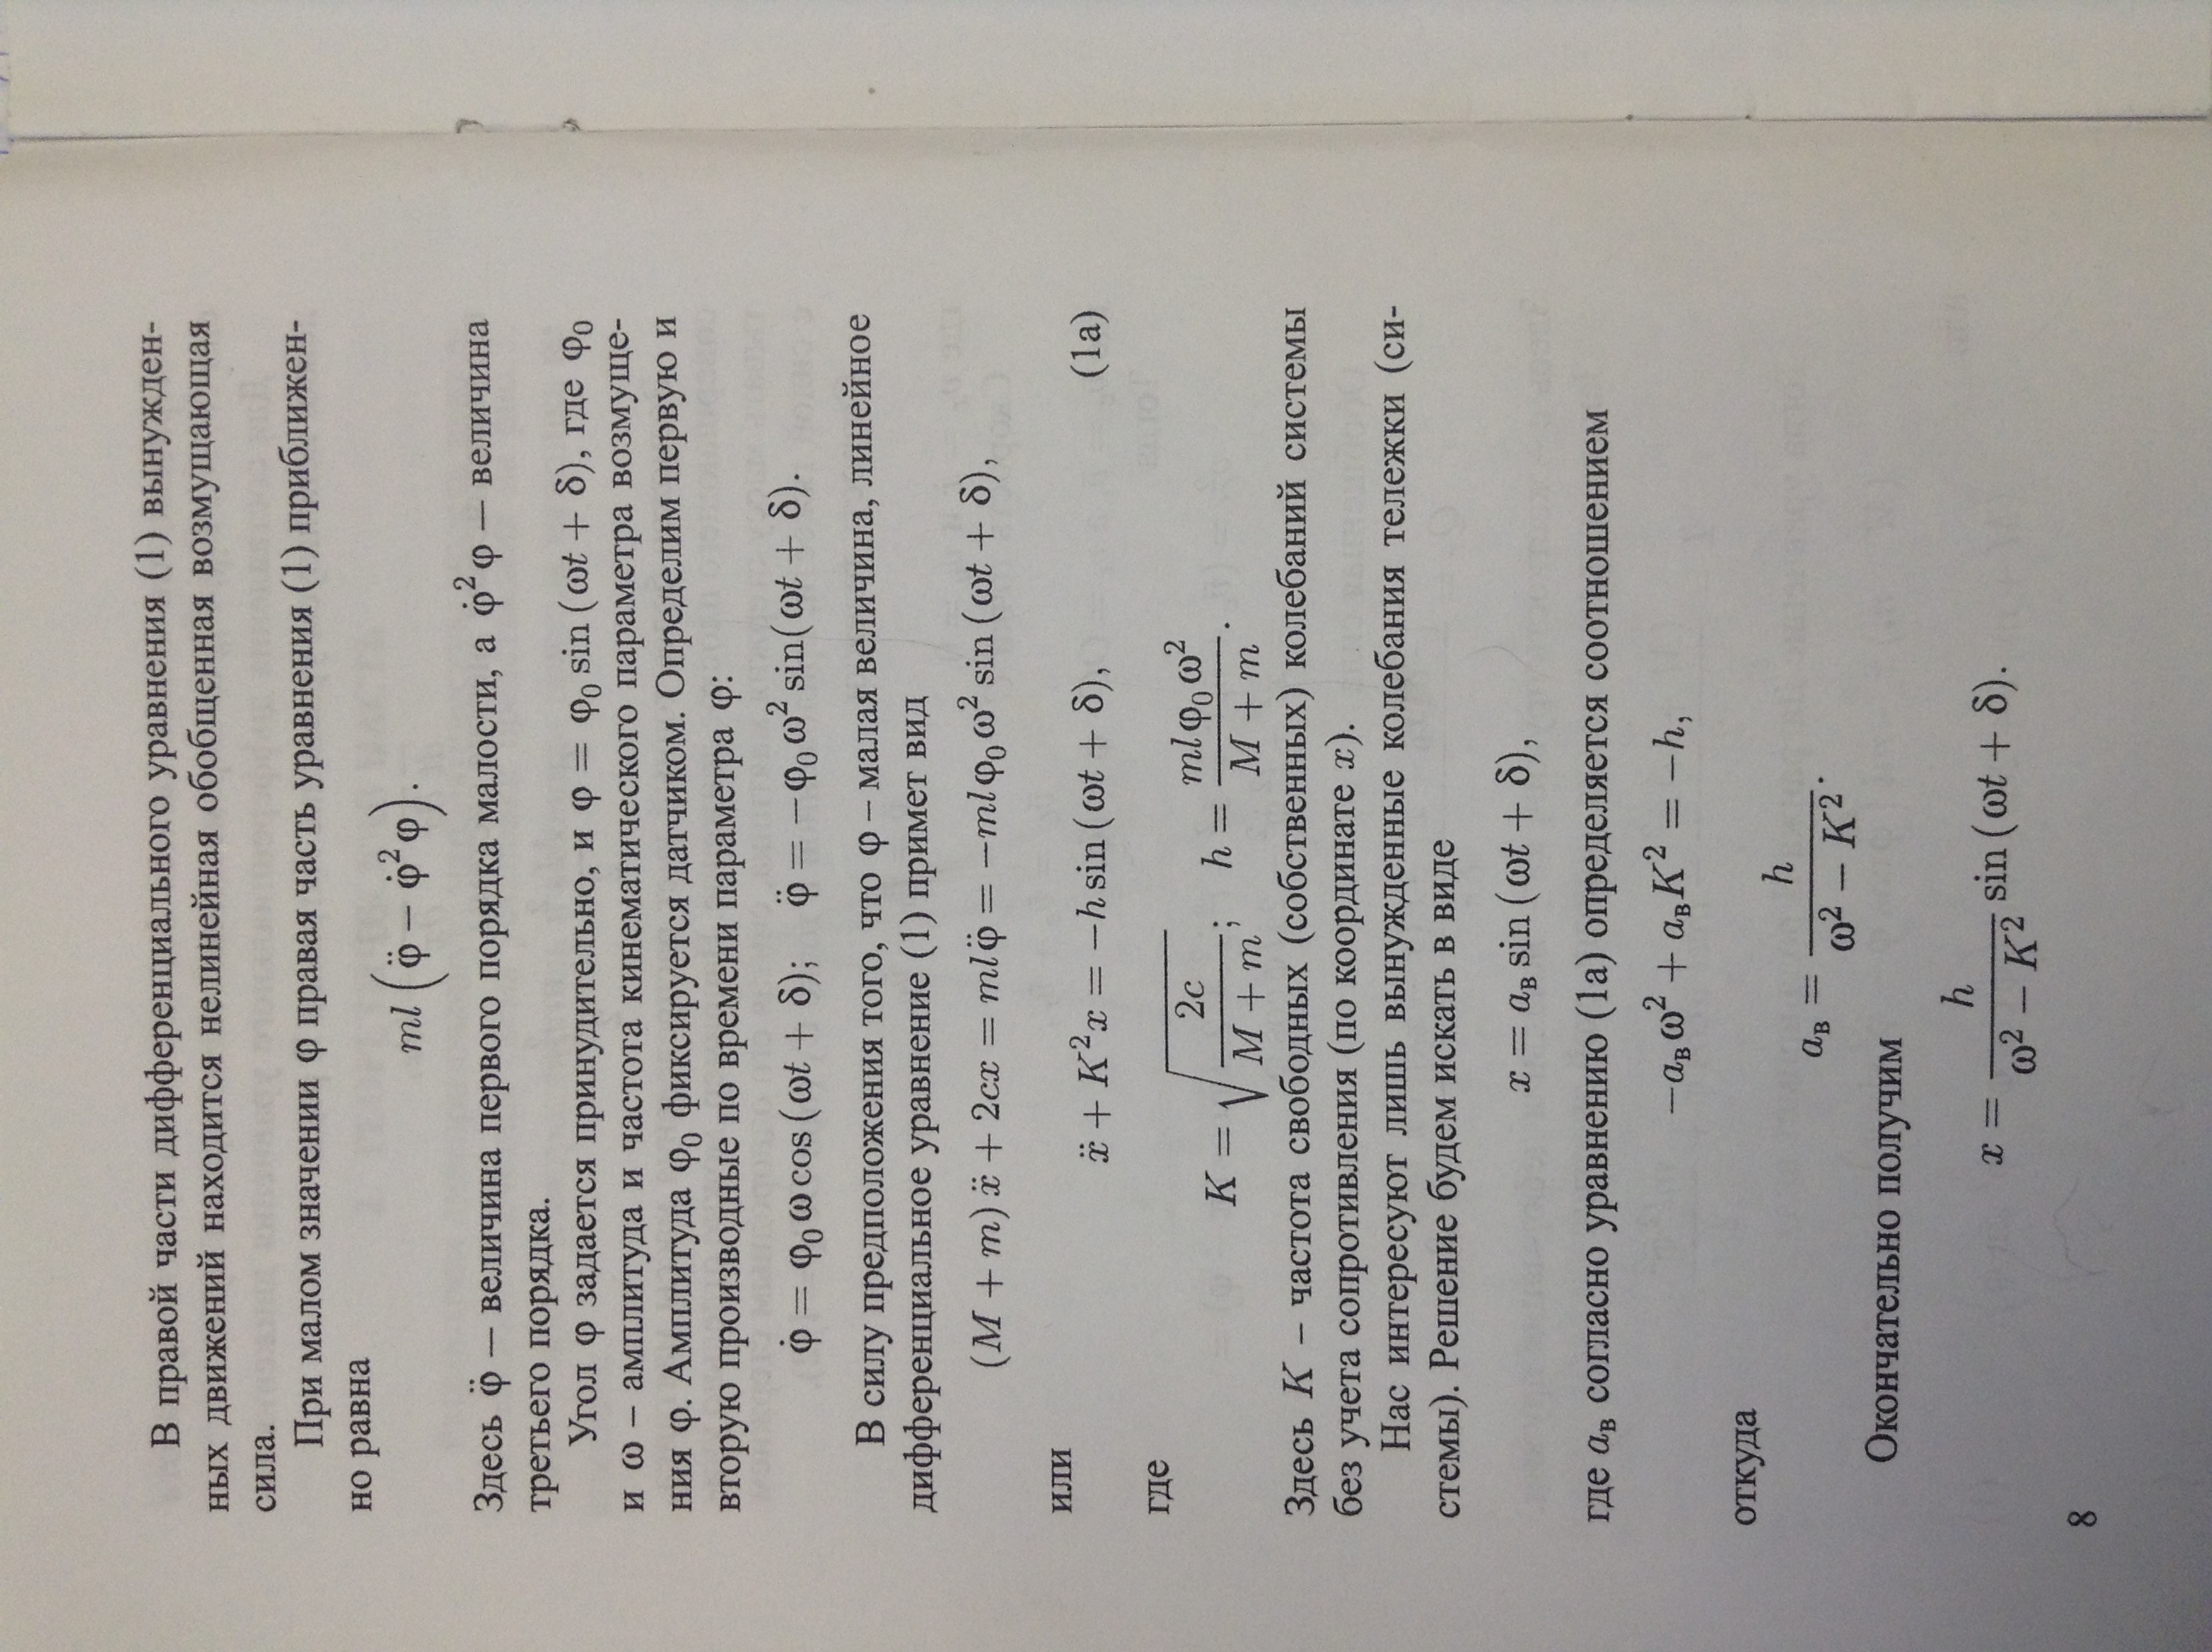 В правой части дифференциального уравнения (1) вынужден-
ных движений находится нелинейная обобщенная возмущающая
сила.
При малом значении φ правая часть уравнения (1) приближен-
но равна
ml (φ̈ − φ̇²φ).
Здесь φ̈ — величина первого порядка малости, а φ̇²φ — величина
третьего порядка.
Угол φ задается принудительно, и φ = φ₀ sin (ωt + δ), где φ₀
и ω – амплитуда и частота кинематического параметра возмуще-
ния φ. Амплитуда φ₀ фиксируется датчиком. Определим первую и
вторую производные по времени параметра φ:
φ̇ = φ₀ω cos (ωt + δ); φ̈ = −φ₀ω² sin(ωt + δ).
В силу предположения того, что φ – малая величина, линейное
дифференциальное уравнение (1) примет вид
(M + m) ẍ + 2cx = mlφ̈ = −mlφ₀ω² sin (ωt + δ),
или
ẍ + K²x = −h sin (ωt + δ), (1а)
где
K = √(2c/(M + m)); h = mlφ₀ω²/(M + m).
Здесь K – частота свободных (собственных) колебаний системы
без учета сопротивления (по координате x).
Нас интересуют лишь вынужденные колебания тележки (си-
стемы). Решение будем искать в виде
x = aв sin (ωt + δ),
где aв согласно уравнению (1а) определяется соотношением
−aвω² + aвK² = −h,
откуда
aв = h/(ω² − K²).
Окончательно получим
x = h/(ω² − K²) sin (ωt + δ).
8